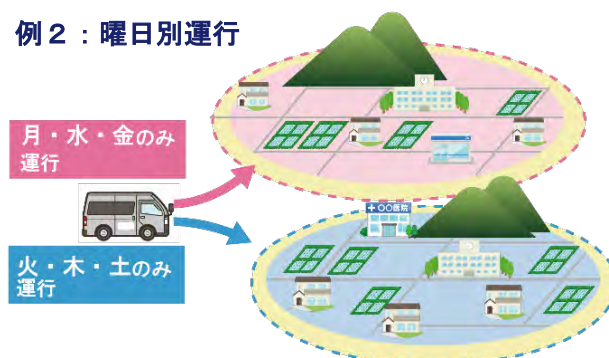 例2:曜日別運行
月・水・金のみ
運行
火・木・土のみ
運行
〇〇医院